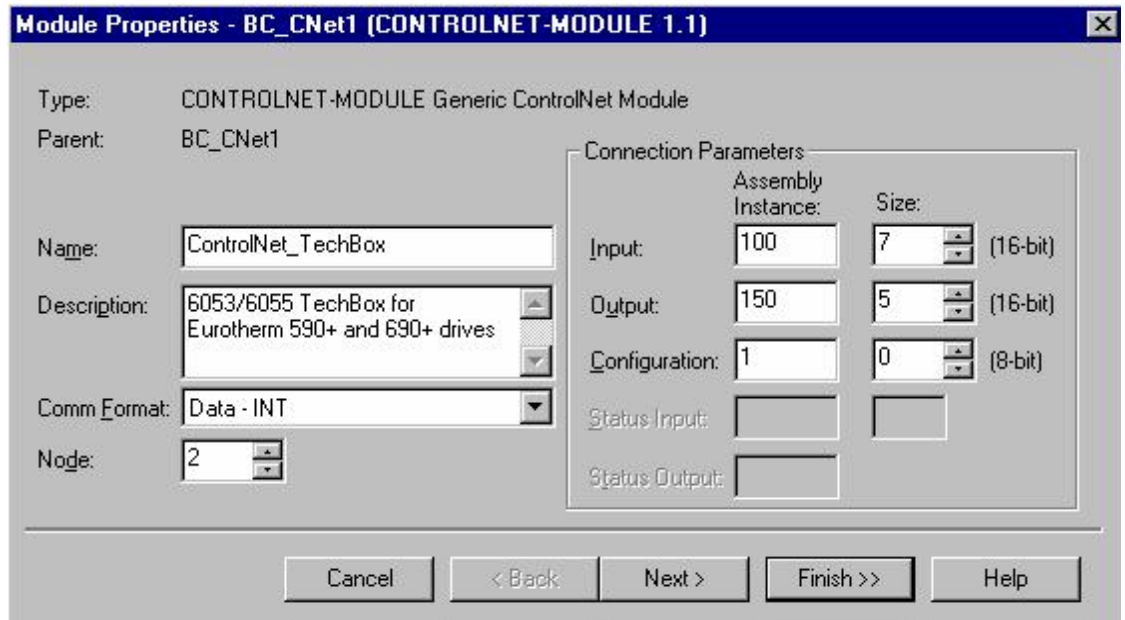 Module Properties - BC_CNet1 (CONTROLNET-MODULE 1.1)
Type: CONTROLNET-MODULE Generic ControlNet Module
Parent: BC_CNet1
Name: ControlNet_TechBox
Description: 6053/6055 TechBox for
Eurotherm 590+ and 690+ drives
Comm Format: Data - INT
Node: 2
Connection Parameters
Assembly
Instance: Size:
Input: 100 7 (16-bit)
Output: 150 5 (16-bit)
Configuration: 1 0 (8-bit)
Status Input:
Status Output:
Cancel < Back Next > Finish >> Help